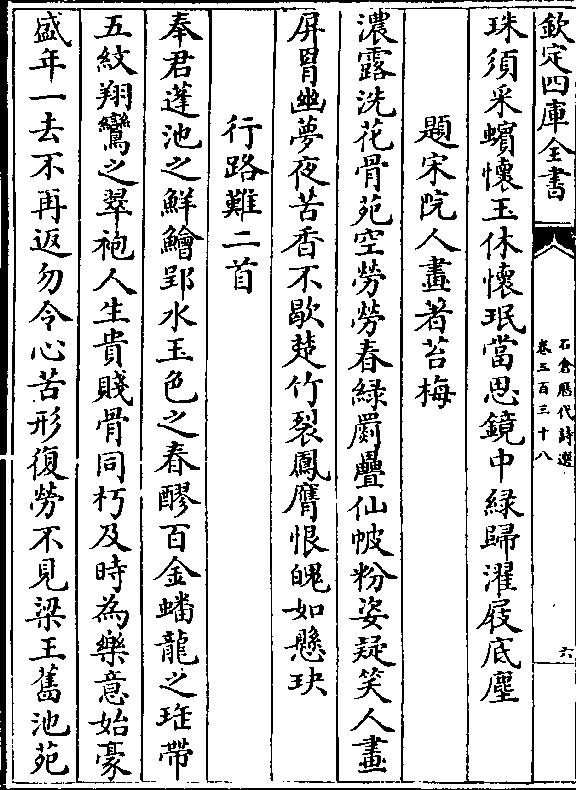 欽定四庫全書
石倉歷代詩選
卷三百三十八
六
珠須采蠙懷玉休懷珉當思鏡中綠歸濯屐底塵
題宋院人畫著苔梅
濃露洗花骨苑空勞勞春綠罽疊仙帔粉姿疑笑人畫
屏罥幽夢夜苦香不歇楚竹裂鳳膺恨魄如懸玦
行路難二首
奉君蓬池之鮮鱠郢水玉色之春醪百金蟠龍之珤帶
五紋翔鸞之翠袍人生貴賤骨同朽及時為樂意始豪
盛年一去不再返勿令心苦形復勞不見梁王舊池苑